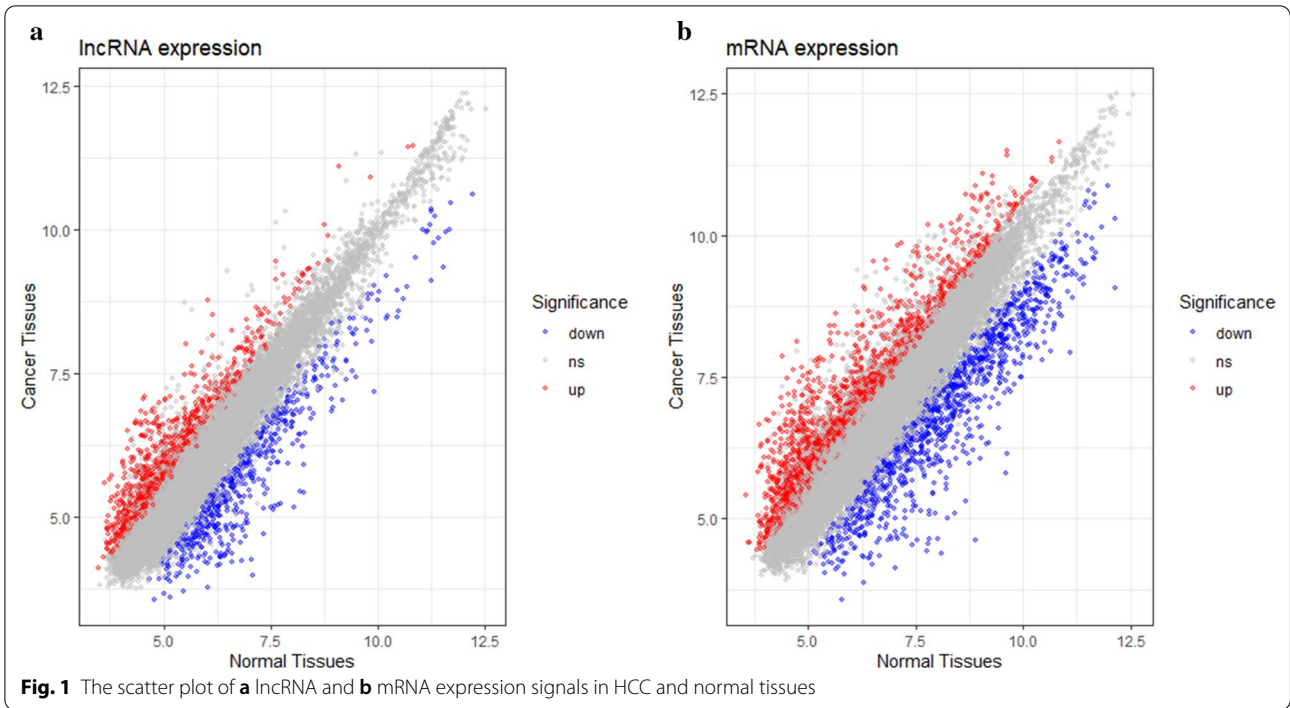 a
lncRNA expression
12.5
10.0
7.5
5.0
Cancer Tissues
5.0 7.5 10.0 12.5
Normal Tissues
Significance
down
ns
up
b
mRNA expression
12.5
10.0
7.5
5.0
Cancer Tissues
5.0 7.5 10.0 12.5
Normal Tissues
Significance
down
ns
up
Fig. 1 The scatter plot of a lncRNA and b mRNA expression signals in HCC and normal tissues